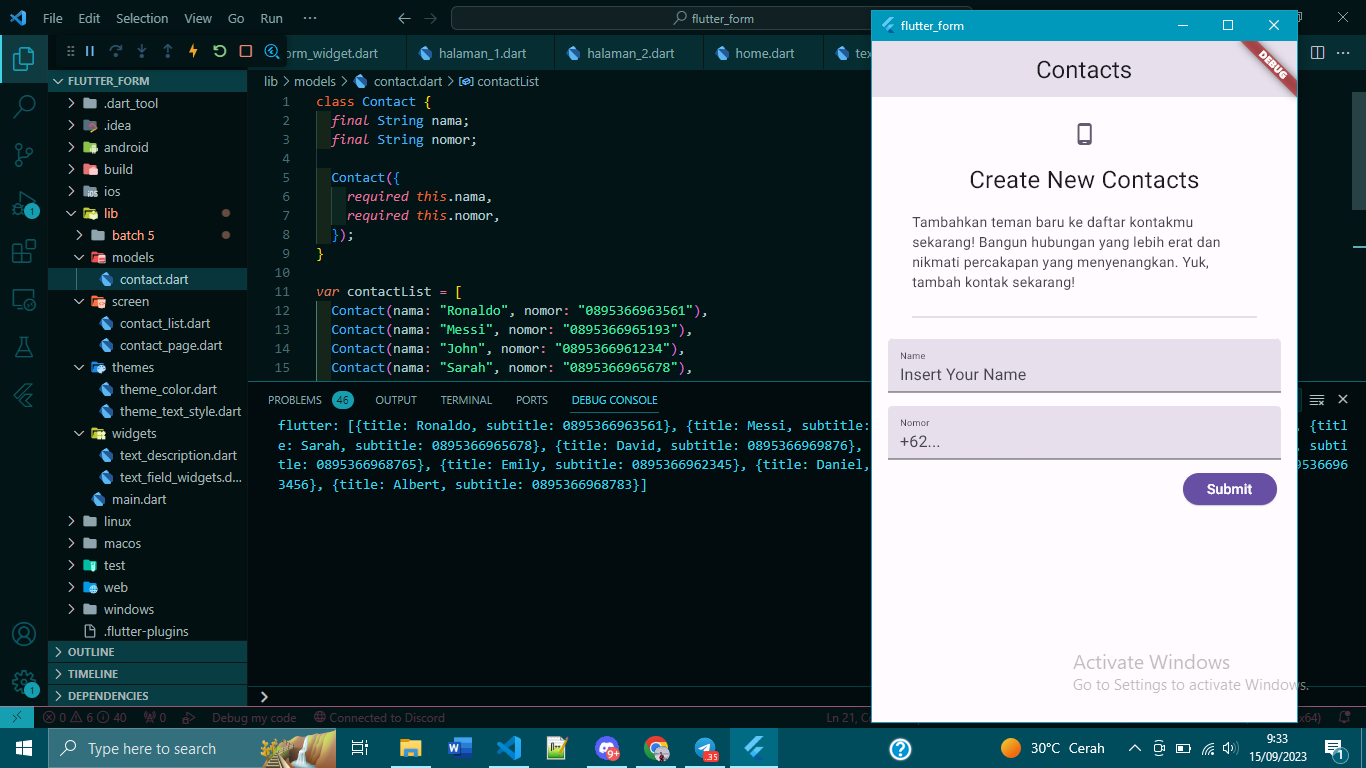 File Edit Selection View Go Run ···
flutter_form
orm_widget.dart halaman_1.dart halaman_2.dart home.dart tex
FLUTTER_FORM
.dart_tool
.idea
android
build
ios
lib
batch 5
models
contact.dart
screen
contact_list.dart
contact_page.dart
themes
theme_color.dart
theme_text_style.dart
widgets
text_description.dart
text_field_widgets.d...
main.dart
linux
macos
test
web
windows
.flutter-plugins
OUTLINE
TIMELINE
DEPENDENCIES
1
1
lib > models > contact.dart > contactList
1 class Contact {
2 final String nama;
3 final String nomor;
4
5 Contact({
6 required this.nama,
7 required this.nomor,
8 });
9 }
10
11 var contactList = [
12 Contact(nama: "Ronaldo", nomor: "0895366963561"),
13 Contact(nama: "Messi", nomor: "0895366965193"),
14 Contact(nama: "John", nomor: "0895366961234"),
15 Contact(nama: "Sarah", nomor: "0895366965678"),
PROBLEMS 46 OUTPUT TERMINAL PORTS DEBUG CONSOLE
flutter: [{title: Ronaldo, subtitle: 0895366963561}, {title: Messi, subtitle:
e: Sarah, subtitle: 0895366965678}, {title: David, subtitle: 0895366969876},
tle: 0895366968765}, {title: Emily, subtitle: 0895366962345}, {title: Daniel,
3456}, {title: Albert, subtitle: 0895366968783}]
, {titl
subti
9536696
flutter_form
Contacts
DEBUG
Create New Contacts
Tambahkan teman baru ke daftar kontakmu
sekarang! Bangun hubungan yang lebih erat dan
nikmati percakapan yang menyenangkan. Yuk,
tambah kontak sekarang!
Name
Insert Your Name
Nomor
+62...
Submit
Activate Windows
Go to Settings to activate Windows.
0 6 40 0 Debug my code Connected to Discord Ln 21, C x64)
Type here to search
9+
35
30°C Cerah
9:33
15/09/2023
1